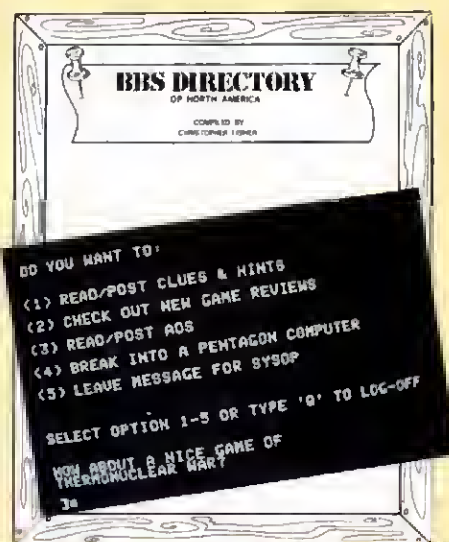 BBS DIRECTORY
OF NORTH AMERICA
COMPILED BY
CHRISTOPHER FISHER
DO YOU WANT TO:
(1) READ/POST CLUES & HINTS
(2) CHECK OUT NEW GAME REVIEWS
(3) READ/POST ADS
(4) BREAK INTO A PENTAGON COMPUTER
(5) LEAVE MESSAGE FOR SYSOP
SELECT OPTION 1-5 OR TYPE 'Q' TO LOG-OFF
HOW ABOUT A NICE GAME OF
THERMONUCLEAR WAR?